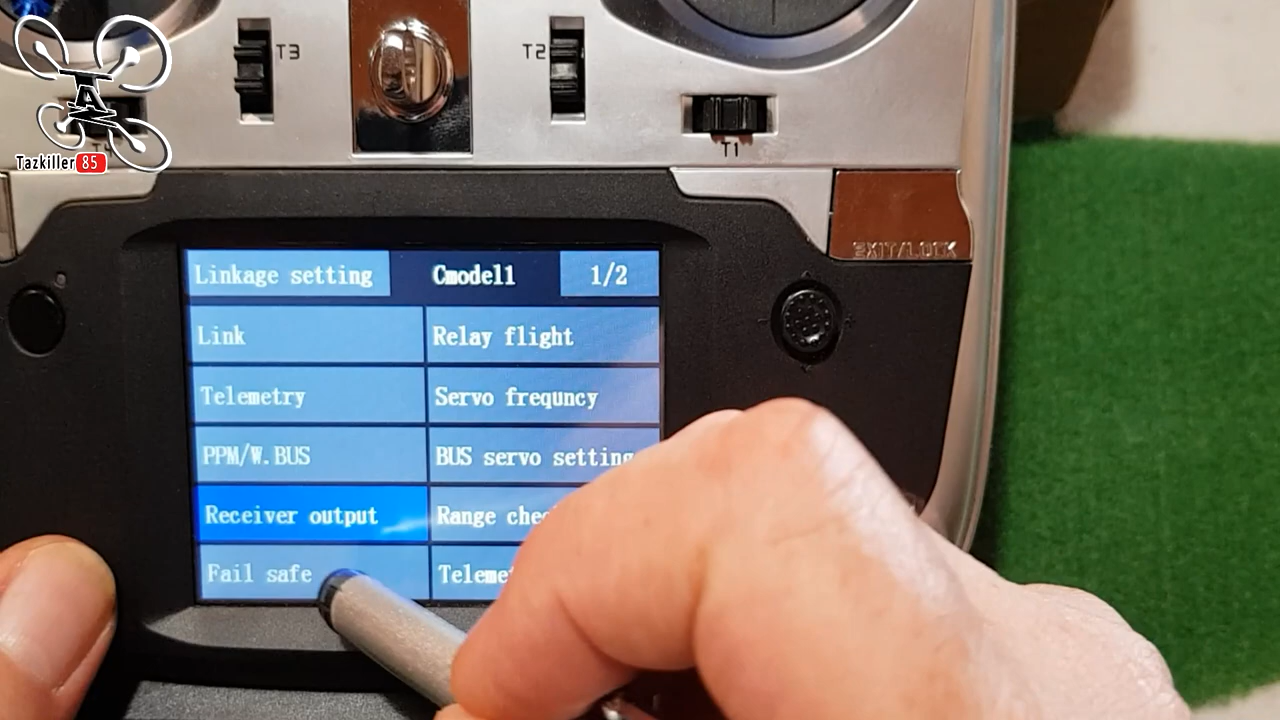 T3
T2
T1
Tazkiller 85
EXIT/LOCK
Linkage setting
Cmodel1
1/2
Link
Relay flight
Telemetry
Servo frequncy
PPM/W.BUS
BUS servo setting
Receiver output
Range
Fail safe